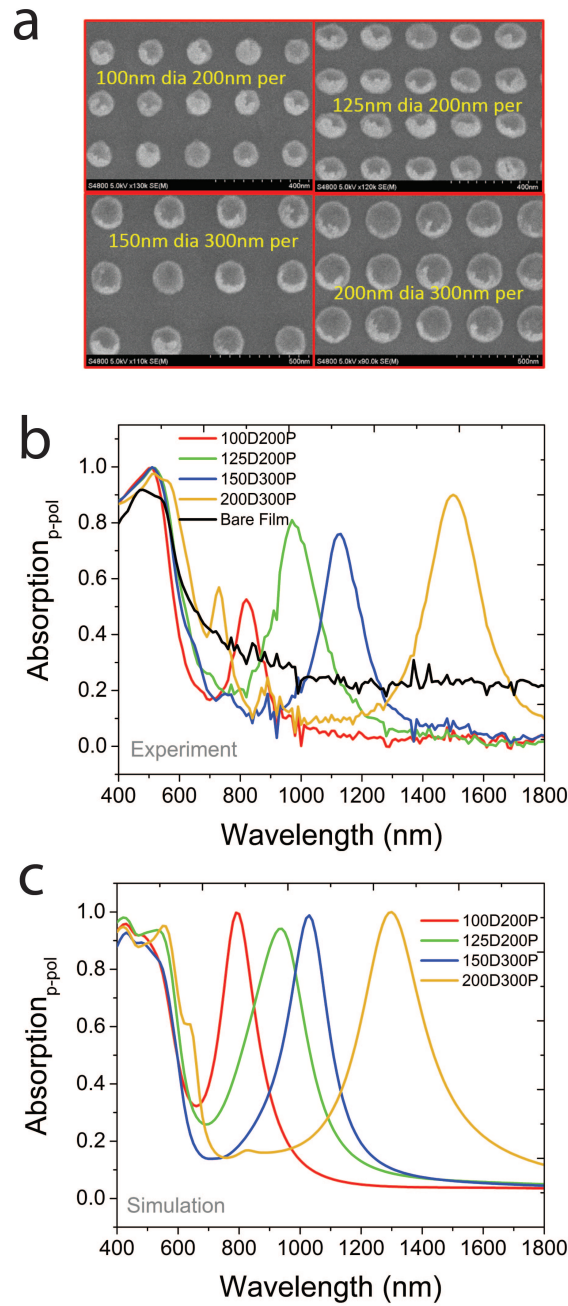 a
100nm dia 200nm per
S4800 5.0kV x130k SE(M)
400nm
125nm dia 200nm per
S4800 5.0kV x120k SE(M)
400nm
150nm dia 300nm per
S4800 5.0kV x110k SE(M)
500nm
200nm dia 300nm per
S4800 5.0kV x90.0k SE(M)
500nm
b
100D200P
125D200P
150D300P
200D300P
Bare Film
1.0
0.8
0.6
0.4
0.2
0.0
Absorptionp-pol
Experiment
400 600 800 1000 1200 1400 1600 1800
Wavelength (nm)
c
100D200P
125D200P
150D300P
200D300P
1.0
0.8
0.6
0.4
0.2
0.0
Absorptionp-pol
Simulation
400 600 800 1000 1200 1400 1600 1800
Wavelength (nm)